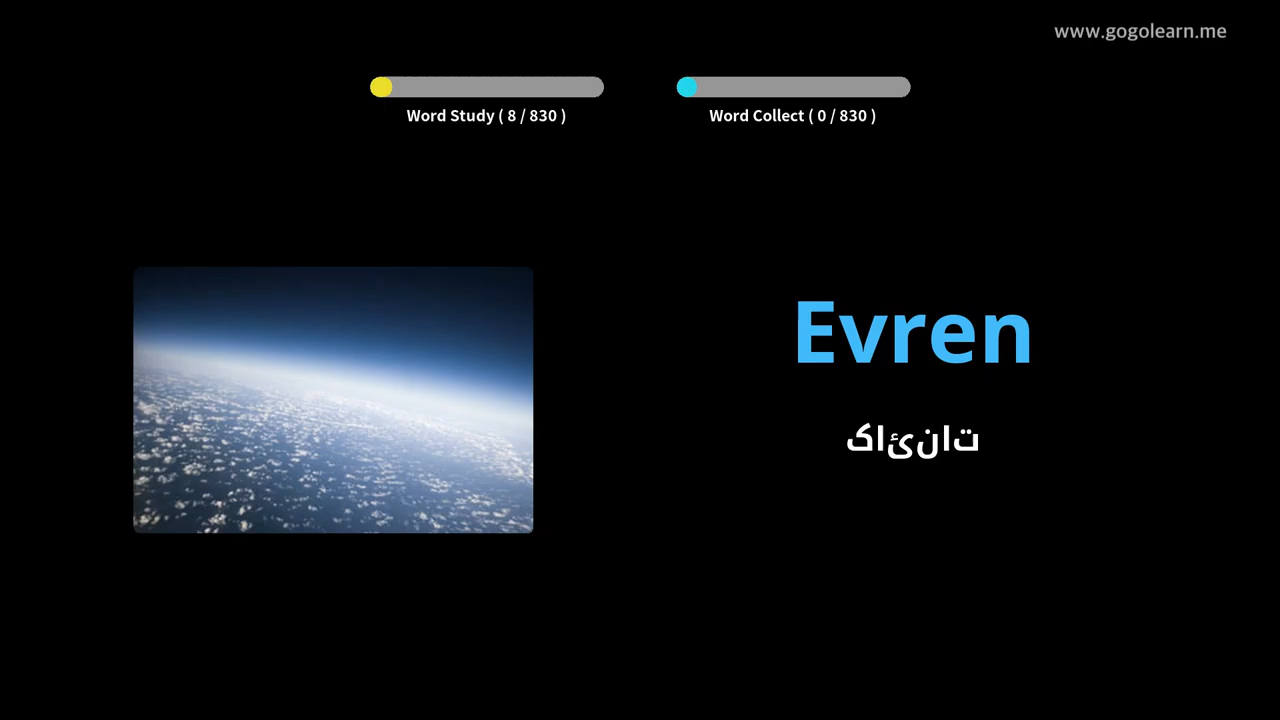 www.gogolearn.me
Word Study ( 8 / 830 )
Word Collect ( 0 / 830 )
Evren
کائنات